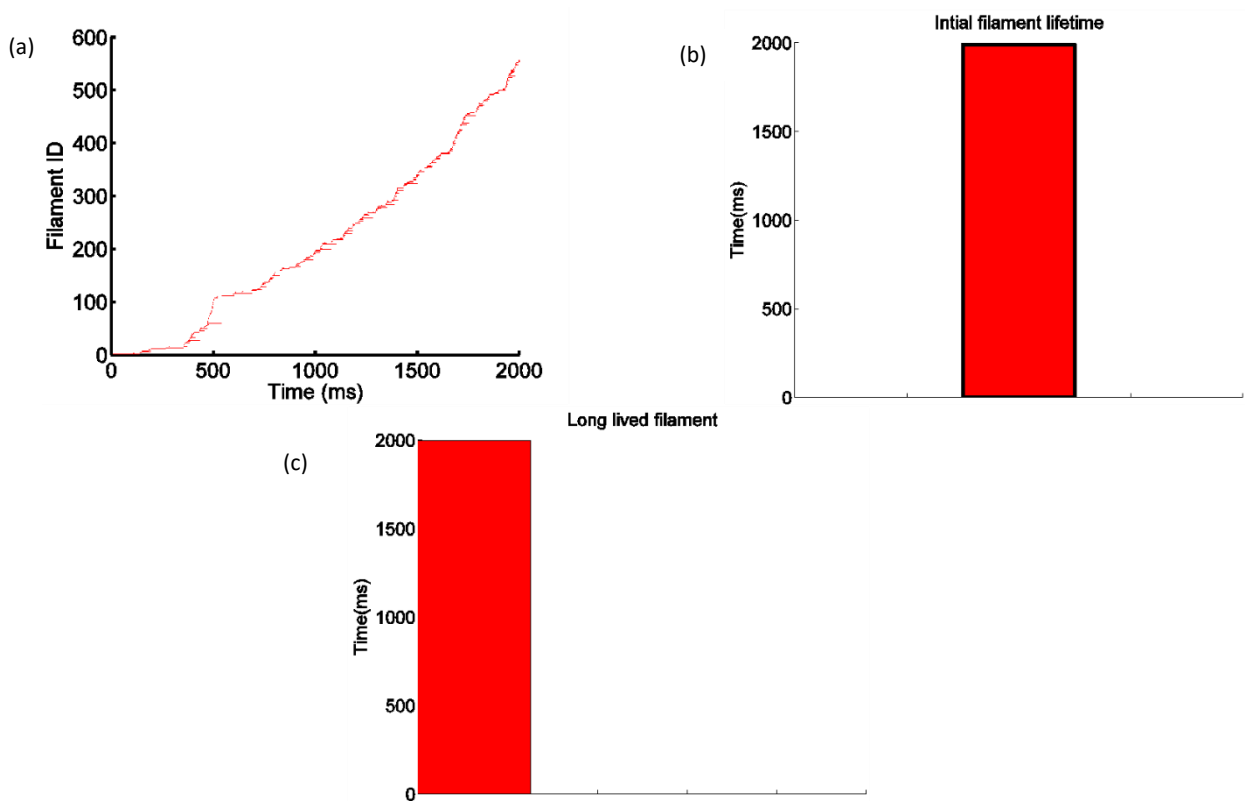 (a)
600
500
400
300
200
100
0
Filament ID
0 500 1000 1500 2000
Time (ms)
(b)
Intial filament lifetime
2000
1500
1000
500
0
Time(ms)
(c)
Long lived filament
2000
1500
1000
500
0
Time(ms)